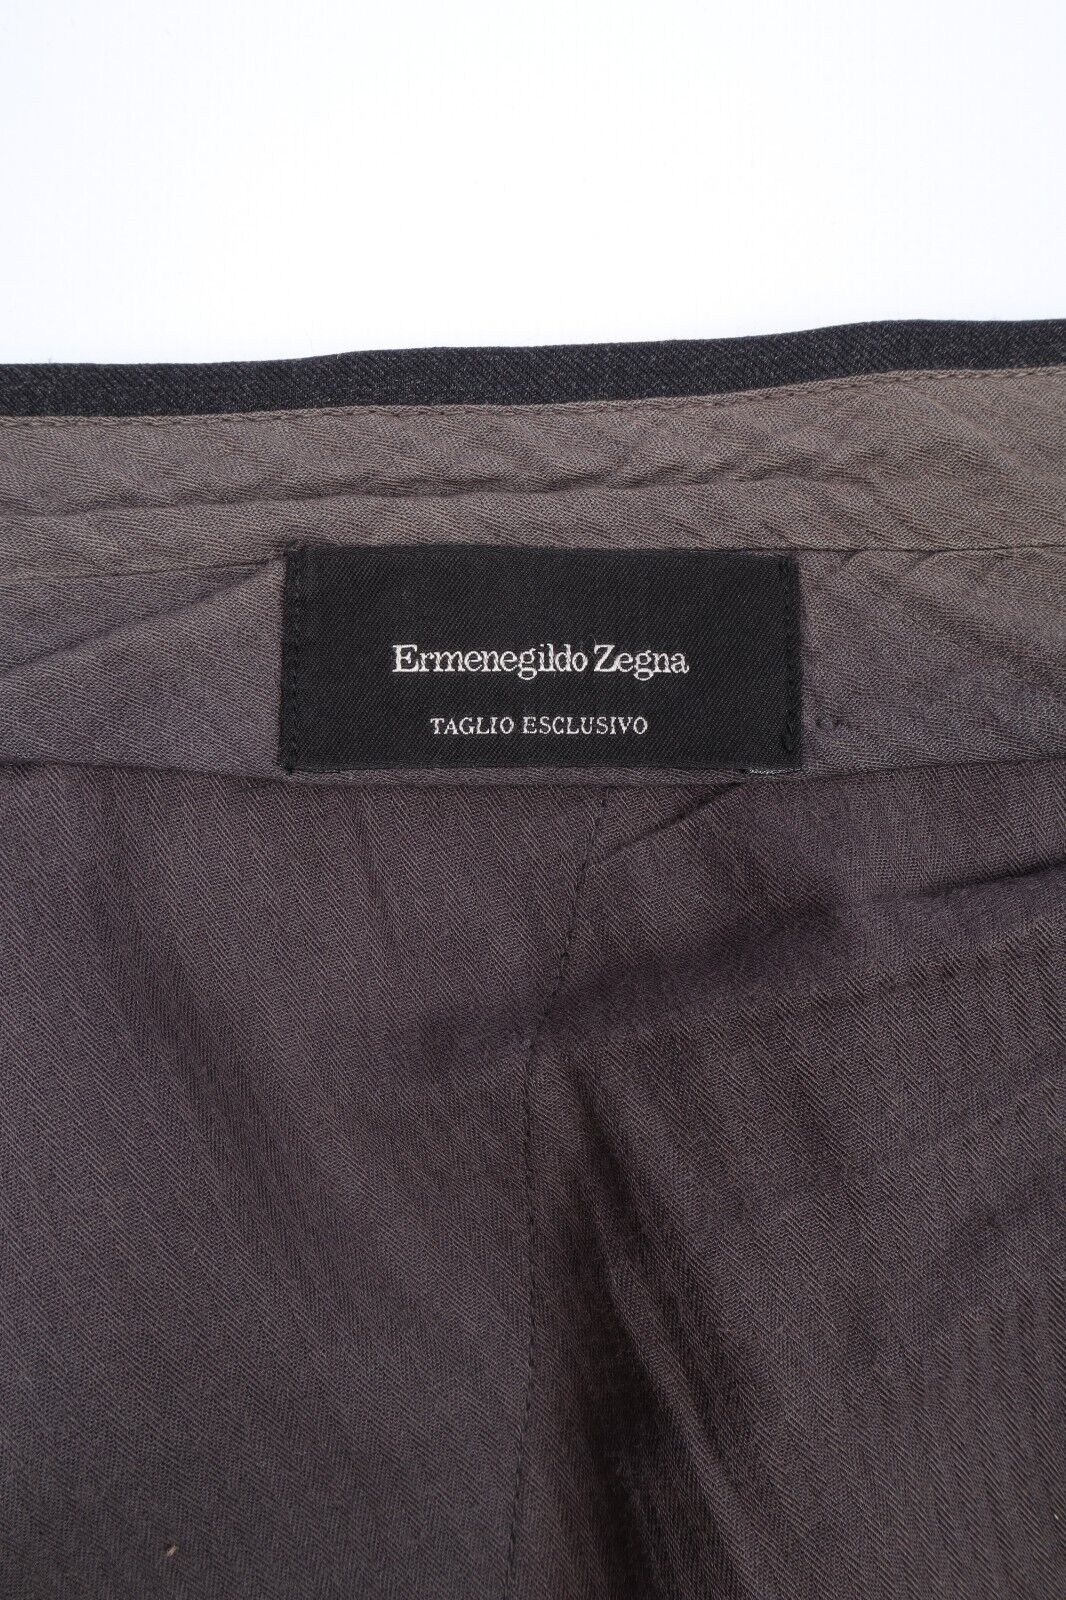 Ermenegildo Zegna
TAGLIO ESCLUSIVO